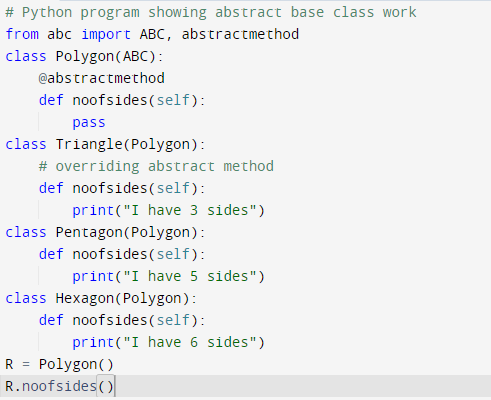 # Python program showing abstract base class work
from abc import ABC, abstractmethod
class Polygon(ABC):
    @abstractmethod
    def noofsides(self):
        pass
class Triangle(Polygon):
    # overriding abstract method
    def noofsides(self):
        print("I have 3 sides")
class Pentagon(Polygon):
    def noofsides(self):
        print("I have 5 sides")
class Hexagon(Polygon):
    def noofsides(self):
        print("I have 6 sides")
R = Polygon()
R.noofsides()